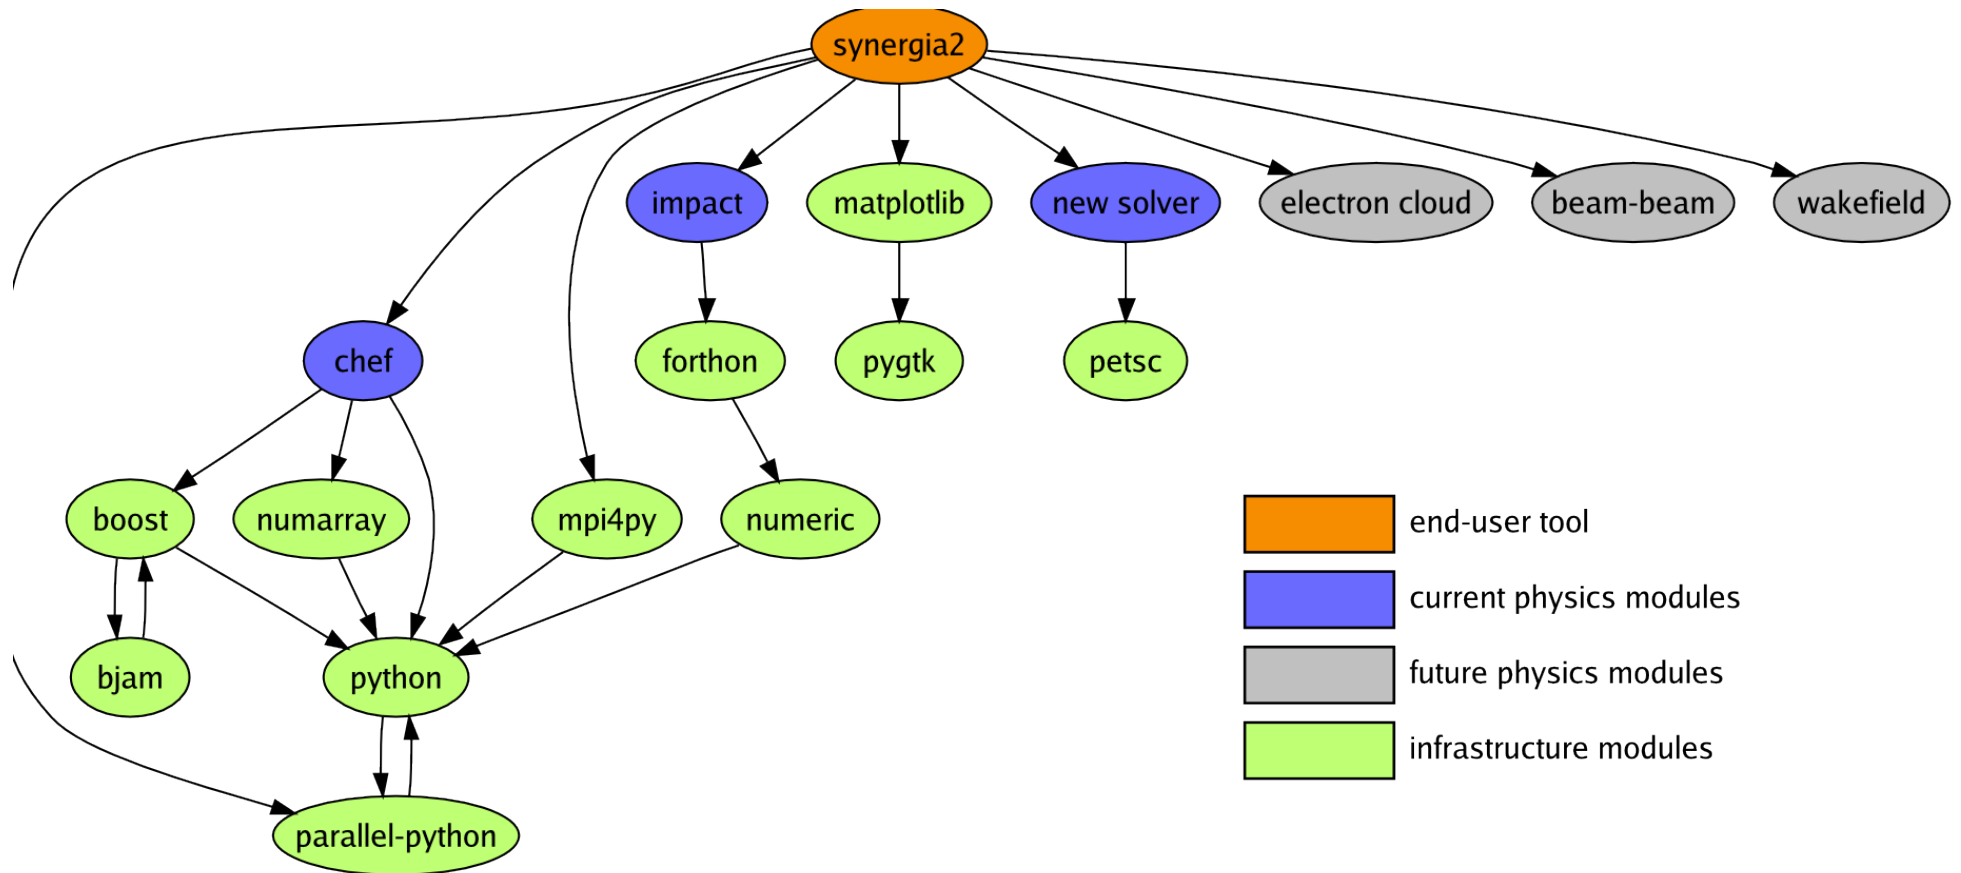 synergia2
impact
matplotlib
new solver
electron cloud
beam-beam
wakefield
chef
forthon
pygtk
petsc
boost
numarray
mpi4py
numeric
bjam
python
parallel-python
end-user tool
current physics modules
future physics modules
infrastructure modules